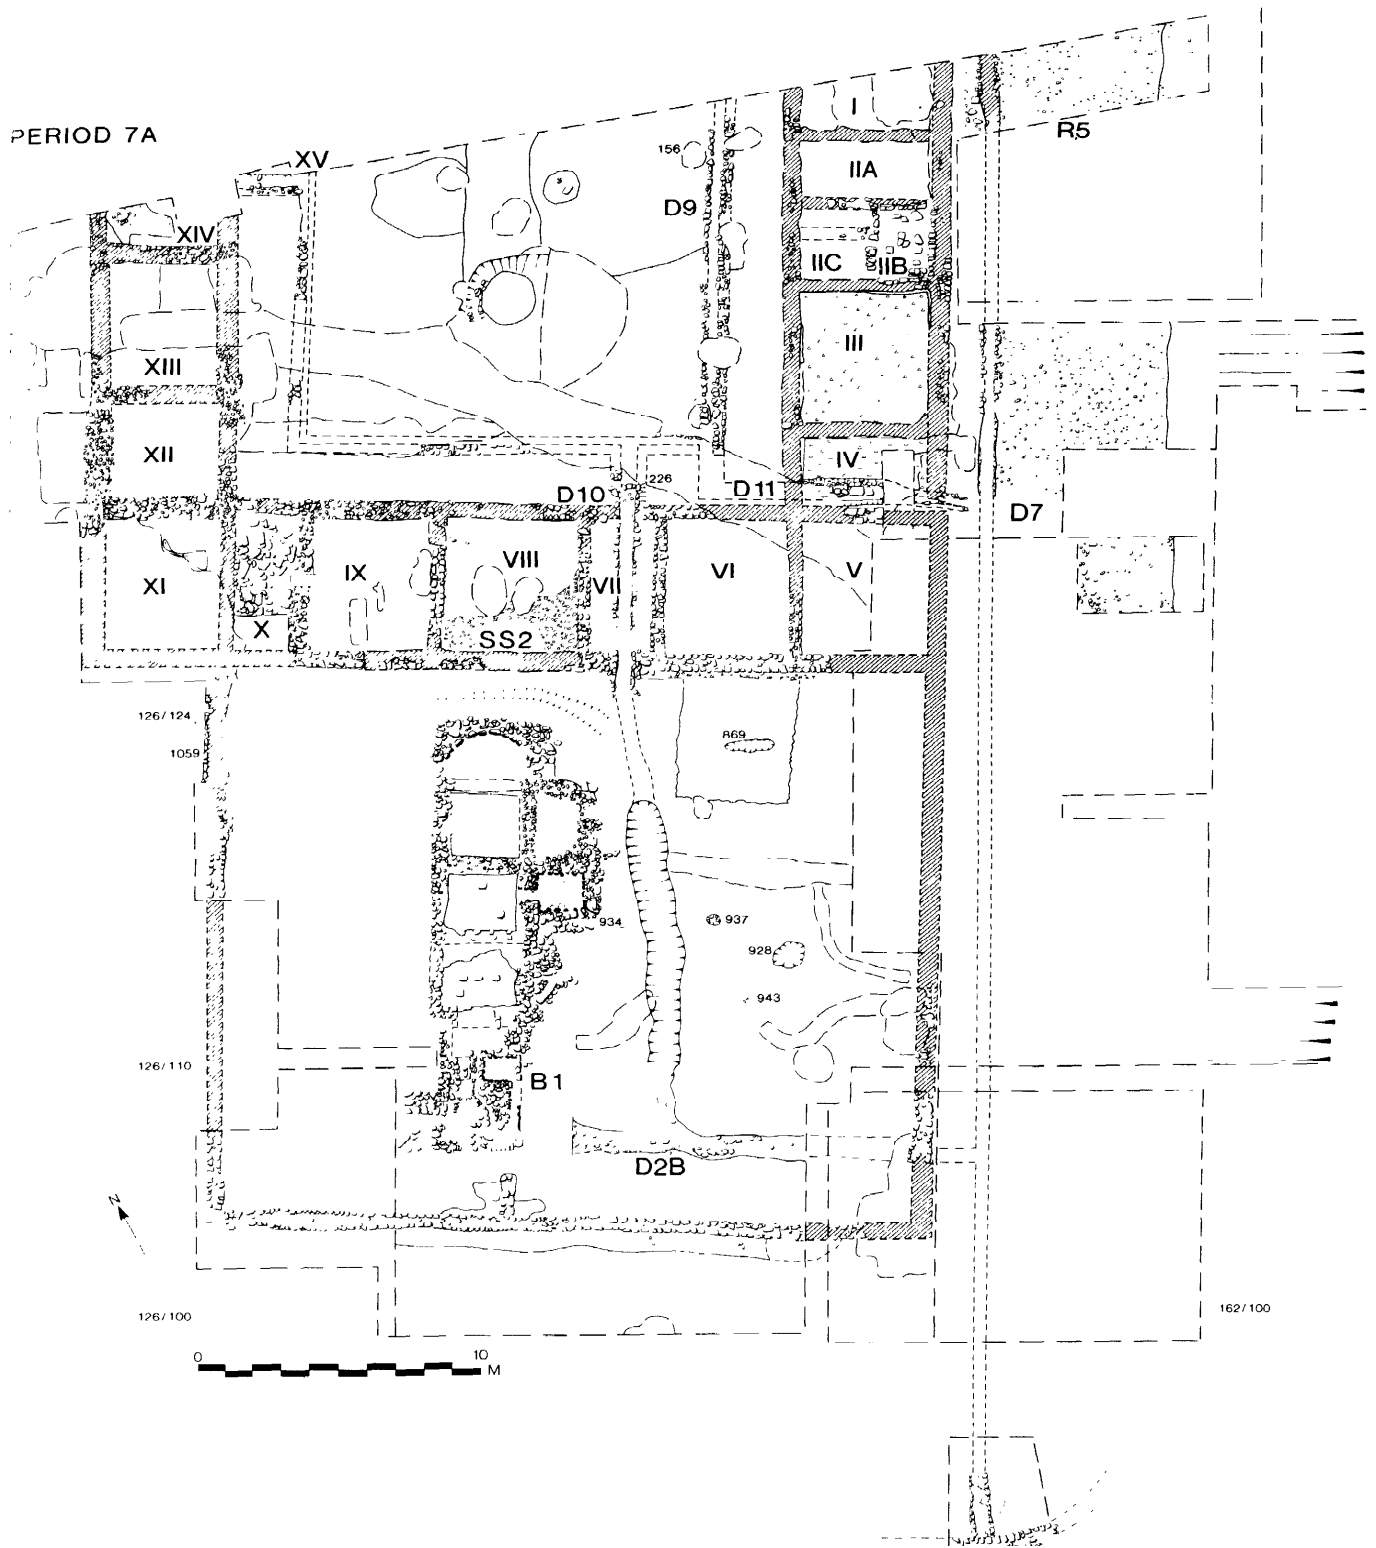 PERIOD 7A
XV
I
R5
156
IIA
D9
XIV
IIC
IIB
III
XIII
XII
IV
226
D10
D11
D7
XI
IX
VIII
VII
VI
V
X
SS2
126/124
1059
869
934
937
928
943
126/110
B1
D2B
N
126/100
162/100
0
10
M